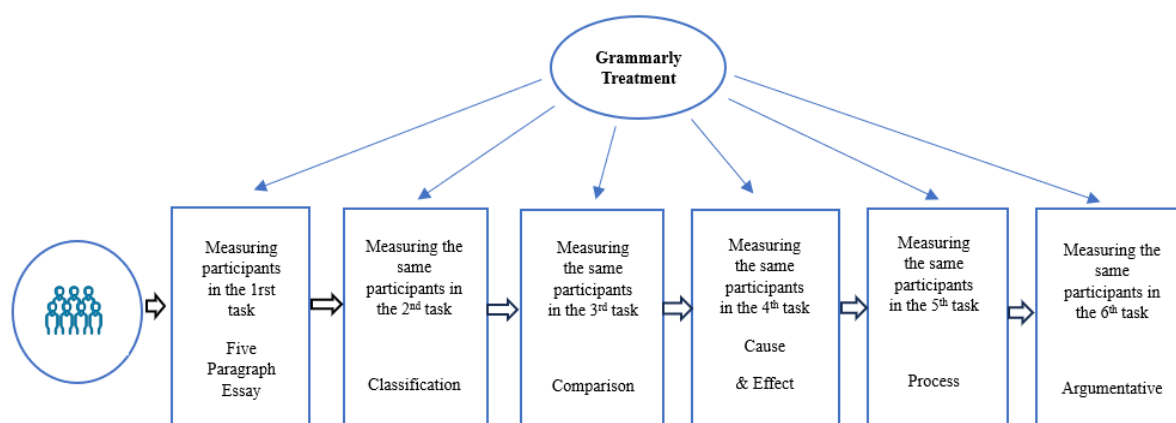 Grammarly
Treatment
Measuring
participants
in the 1rst
task
Five
Paragraph
Essay
Measuring the
same
participants in
the 2nd task
Classification
Measuring
the same
participants
in the 3rd task
Comparison
Measuring
the same
participants
in the 4th task
Cause
& Effect
Measuring
the same
participants
in the 5th task
Process
Measuring the
same
participants in
the 6th task
Argumentative